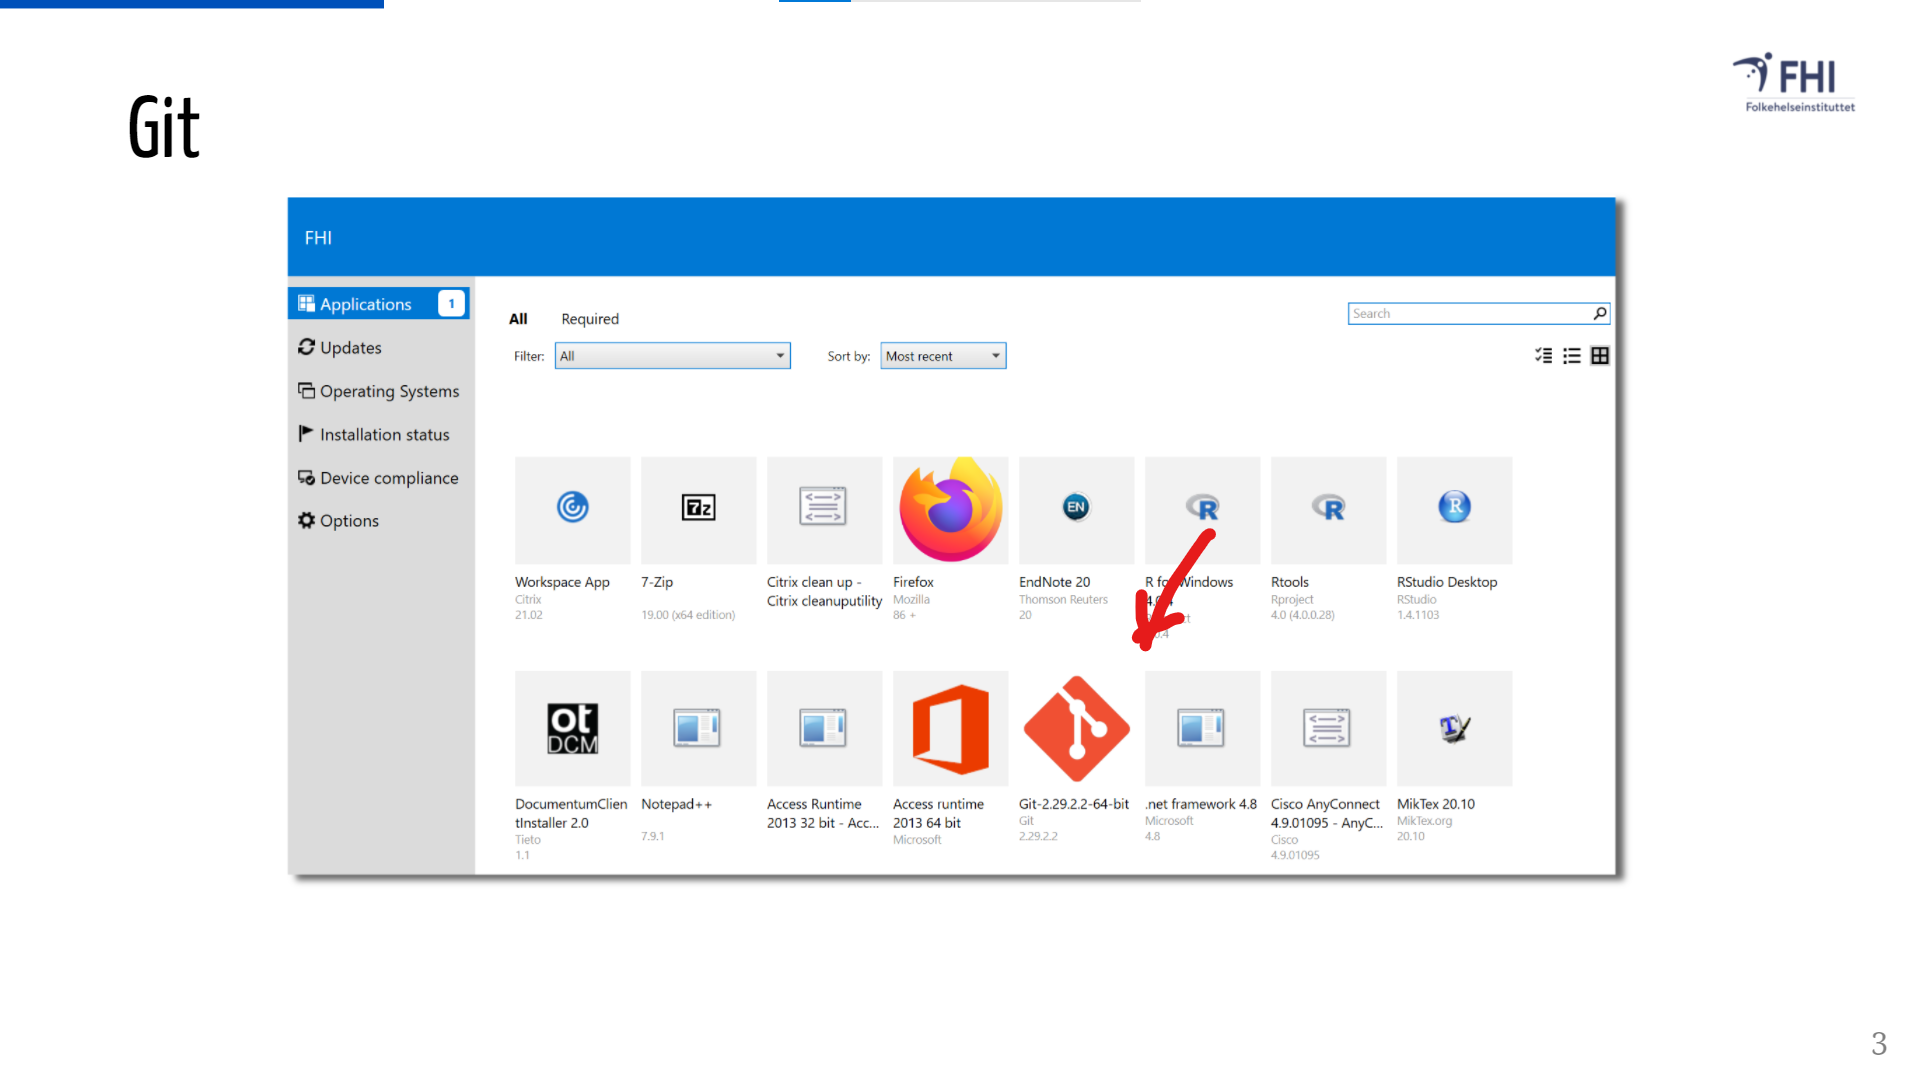 FHI
Folkehelseinstituttet
Git
FHI
Applications 1
Updates
Operating Systems
Installation status
Device compliance
Options
All Required
Search
Filter: All Sort by: Most recent
7z
EN
R
R
R
Workspace App
Citrix
21.02
7-Zip
19.00 (x64 edition)
Citrix clean up -
Citrix cleanuputility
Firefox
Mozilla
86 +
EndNote 20
Thomson Reuters
20
R Windows
Rtools
Rproject
4.0 (4.0.0.28)
RStudio Desktop
RStudio
1.4.1103
ot
DCM
DocumentumClien
tInstaller 2.0
Tieto
1.1
Notepad++
7.9.1
Access Runtime
2013 32 bit - Acc...
Access runtime
2013 64 bit
Microsoft
Git-2.29.2.2-64-bit
Git
2.29.2.2
.net framework 4.8
Microsoft
4.8
Cisco AnyConnect
4.9.01095 - AnyC...
Cisco
4.9.01095
MikTex 20.10
MikTex.org
20.10
3